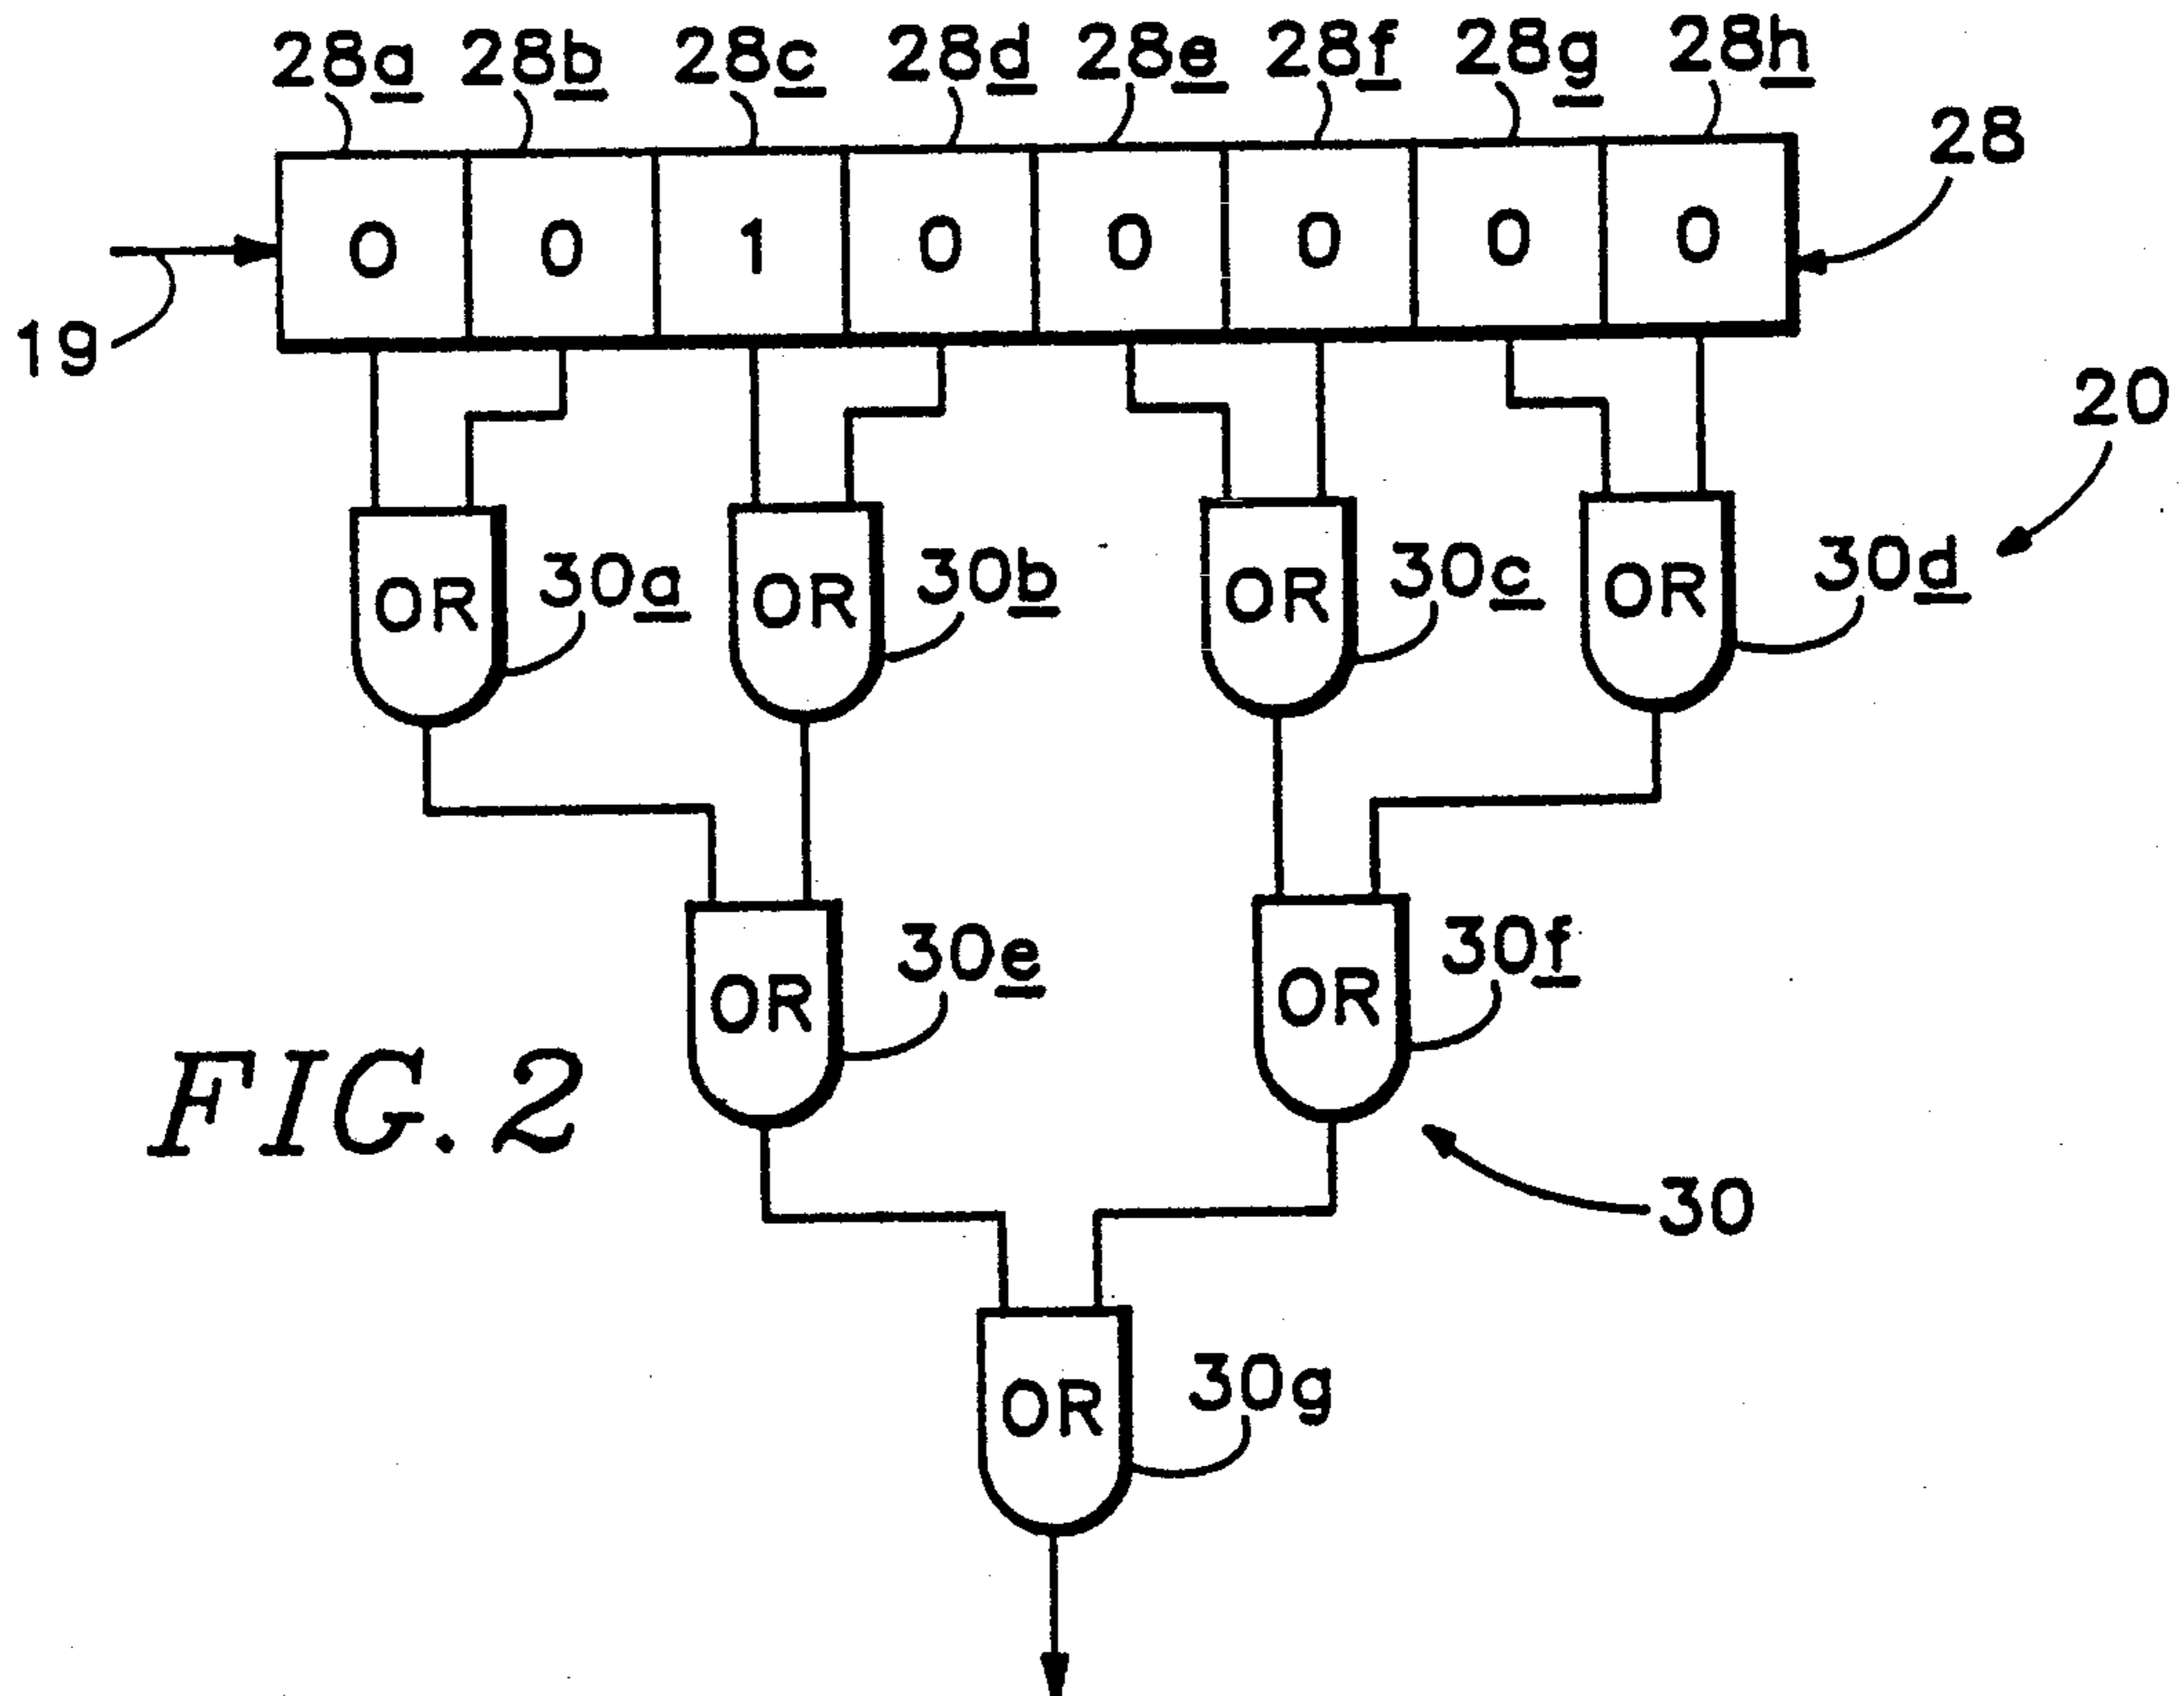 28a 28b 28c 28d 28e 28f 28g 28h
28
0 0 1 0 0 0 0 0
19
20
OR 30a OR 30b OR 30c OR 30d
OR 30e OR 30f
FIG. 2
30
OR 30g